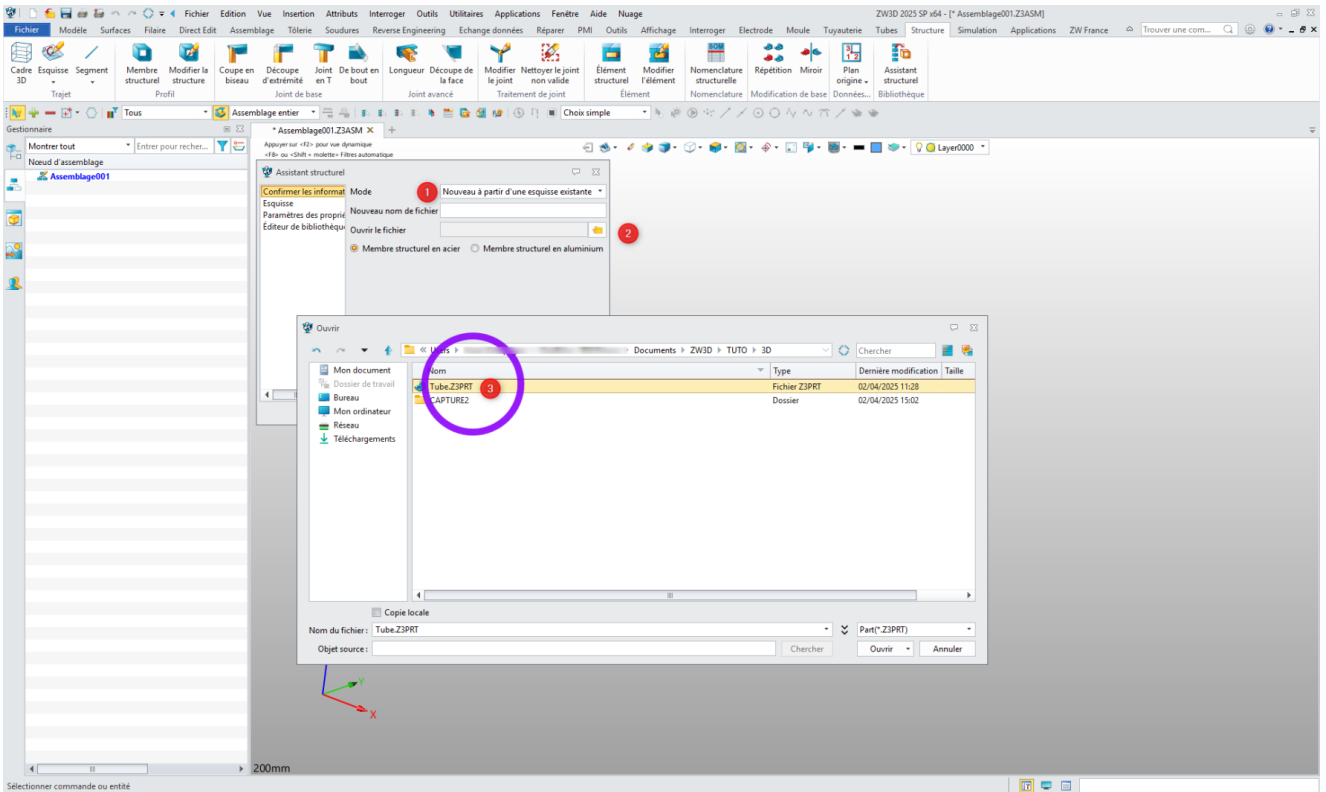 Fichier Edition Vue Insertion Attributs Interroger Outils Utilitaires Applications Fenêtre Aide Nuage ZW3D 2025 SP x64 - [* Assemblage001.Z3ASM]
Fichier Modèle Surfaces Filaire Direct Edit Assemblage Tôlerie Soudures Reverse Engineering Echange données Réparer PMI Outils Affichage Interroger Electrode Moule Tuyauterie Tubes Structure Simulation Applications ZW France Trouver une com...
Cadre 3D
Esquisse
Segment
Membre structurel
Modifier la structure
Coupe en biseau
Découpe d'extrémité
Joint en T
De bout en bout
Longueur
Découpe de la face
Modifier le joint
Nettoyer le joint non valide
Élément structurel
Modifier l'élément
BOM
Nomenclature structurelle
Répétition
Miroir
Plan origine
Assistant structurel
Trajet Profil Joint de base Joint avancé Traitement de joint Élément Nomenclature Modification de base Données... Bibliothèque
Tous Assemblage entier Choix simple
Gestionnaire
* Assemblage001.Z3ASM
Montrer tout Entrer pour recher...
Appuyer sur <f2> pour vue dynamique
<F8> ou <Shift + molette> Filtres automatique
Layer0000
Nœud d'assemblage
Assemblage001
Assistant structurel
Confirmer les informat
Esquisse
Paramètres des proprié
Éditeur de bibliothèqu
Mode 1 Nouveau à partir d'une esquisse existante
Nouveau nom de fichier
Ouvrir le fichier 2
Membre structurel en acier Membre structurel en aluminium
Ouvrir
Users Documents ZW3D TUTO 3D Chercher
Mon document
Dossier de travail
Bureau
Mon ordinateur
Réseau
Téléchargements
Nom Type Dernière modification Taille
Tube.Z3PRT 3 Fichier Z3PRT 02/04/2025 11:28
CAPTURE2 Dossier 02/04/2025 15:02
Copie locale
Nom du fichier : Tube.Z3PRT Part(*.Z3PRT)
Objet source : Chercher Ouvrir Annuler
Y
X
200mm
Sélectionner commande ou entité